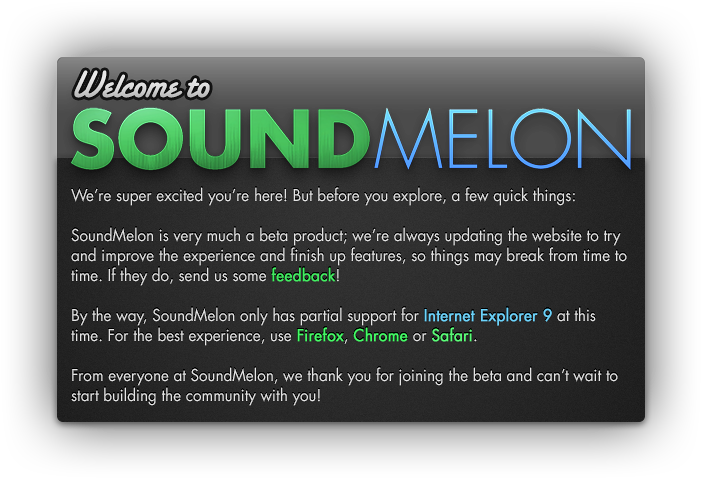 Welcome to
SOUNDMELON
We're super excited you're here! But before you explore, a few quick things:
SoundMelon is very much a beta product; we're always updating the website to try
and improve the experience and finish up features, so things may break from time to
time. If they do, send us some feedback!
By the way, SoundMelon only has partial support for Internet Explorer 9 at this
time. For the best experience, use Firefox, Chrome or Safari.
From everyone at SoundMelon, we thank you for joining the beta and can't wait to
start building the community with you!